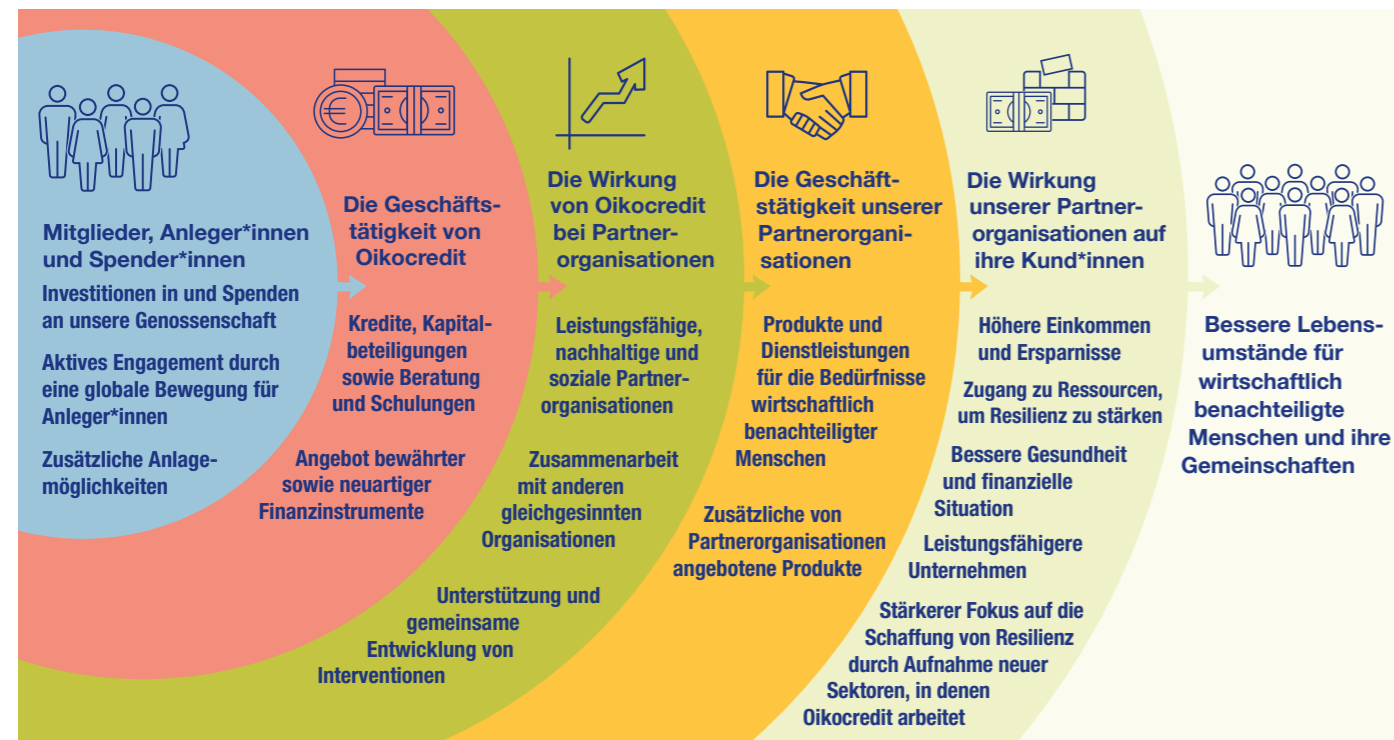 Mitglieder, Anleger*innen
und Spender*innen
Investitionen in und Spenden
an unsere Genossenschaft
Aktives Engagement durch
eine globale Bewegung für
Anleger*innen
Zusätzliche Anlage-
möglichkeiten
Die Geschäfts-
tätigkeit von
Oikocredit
Kredite, Kapital-
beteiligungen
sowie Beratung
und Schulungen
Angebot bewährter
sowie neuartiger
Finanzinstrumente
Die Wirkung
von Oikocredit
bei Partner-
organisationen
Leistungsfähige,
nachhaltige und
soziale Partner-
organisationen
Zusammenarbeit
mit anderen
gleichgesinnten
Organisationen
Unterstützung und
gemeinsame
Entwicklung von
Interventionen
Die Geschäft-
stätigkeit unserer
Partnerorgani-
sationen
Produkte und
Dienstleistungen
für die Bedürfnisse
wirtschaftlich
benachteiligter
Menschen
Zusätzliche von
Partnerorganisationen
angebotene Produkte
Die Wirkung
unserer Partner-
organisationen auf
ihre Kund*innen
Höhere Einkommen
und Ersparnisse
Zugang zu Ressourcen,
um Resilienz zu stärken
Bessere Gesundheit
und finanzielle
Situation
Leistungsfähigere
Unternehmen
Stärkerer Fokus auf die
Schaffung von Resilienz
durch Aufnahme neuer
Sektoren, in denen
Oikocredit arbeitet
Bessere Lebens-
umstände für
wirtschaftlich
benachteiligte
Menschen und ihre
Gemeinschaften